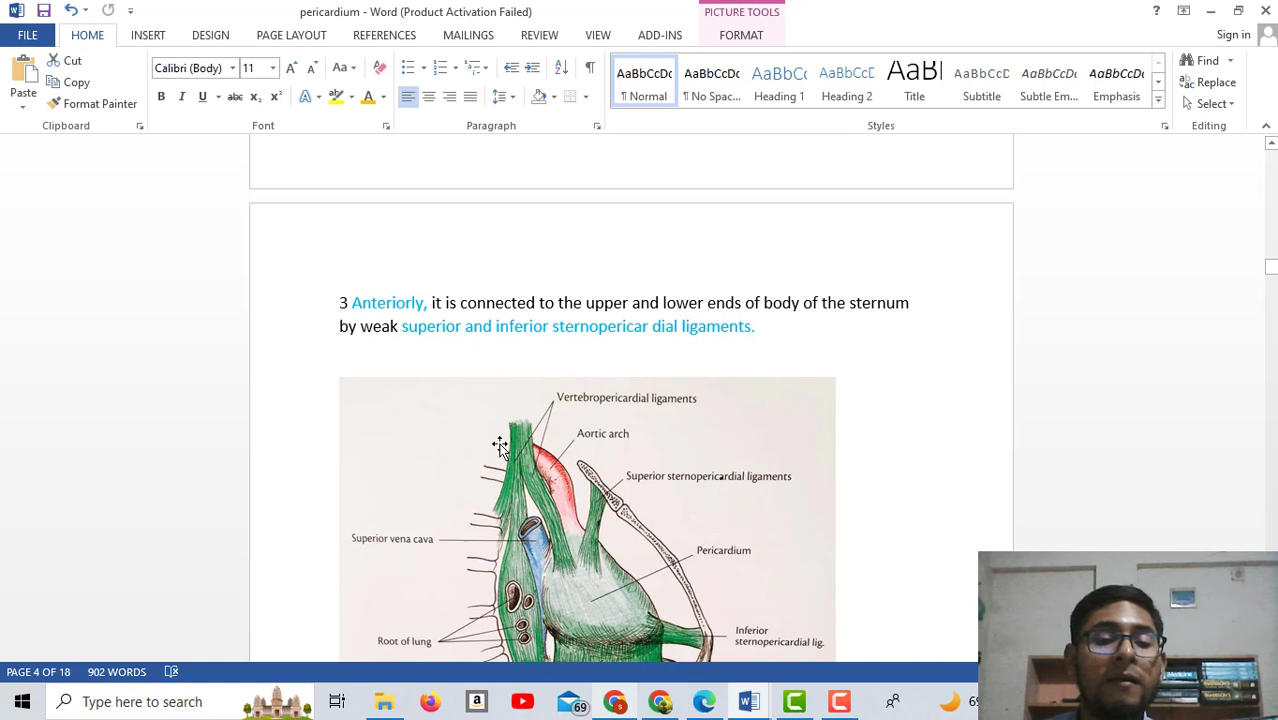 pericardium - Word (Product Activation Failed)
PICTURE TOOLS
FILE HOME INSERT DESIGN PAGE LAYOUT REFERENCES MAILINGS REVIEW VIEW ADD-INS FORMAT Sign in
Paste Cut
Copy
Format Painter
Calibri (Body) 11
AaBbCcDc AaBbCcDc AaBbCc AaBbCc AaBl AaBbCcD AaBbCcDc AaBbCcDc
¶ Normal ¶ No Spac... Heading 1 Heading 2 Title Subtitle Subtle Em... Emphasis
Find
Replace
Select
Clipboard Font Paragraph Styles Editing
3 Anteriorly, it is connected to the upper and lower ends of body of the sternum
by weak superior and inferior sternopericar dial ligaments.
Vertebropericardial ligaments
Aortic arch
Superior sternopericardial ligaments
Superior vena cava
Pericardium
Root of lung
Inferior
sternopericardial lig.
PAGE 4 OF 18 902 WORDS
Type here to search
69